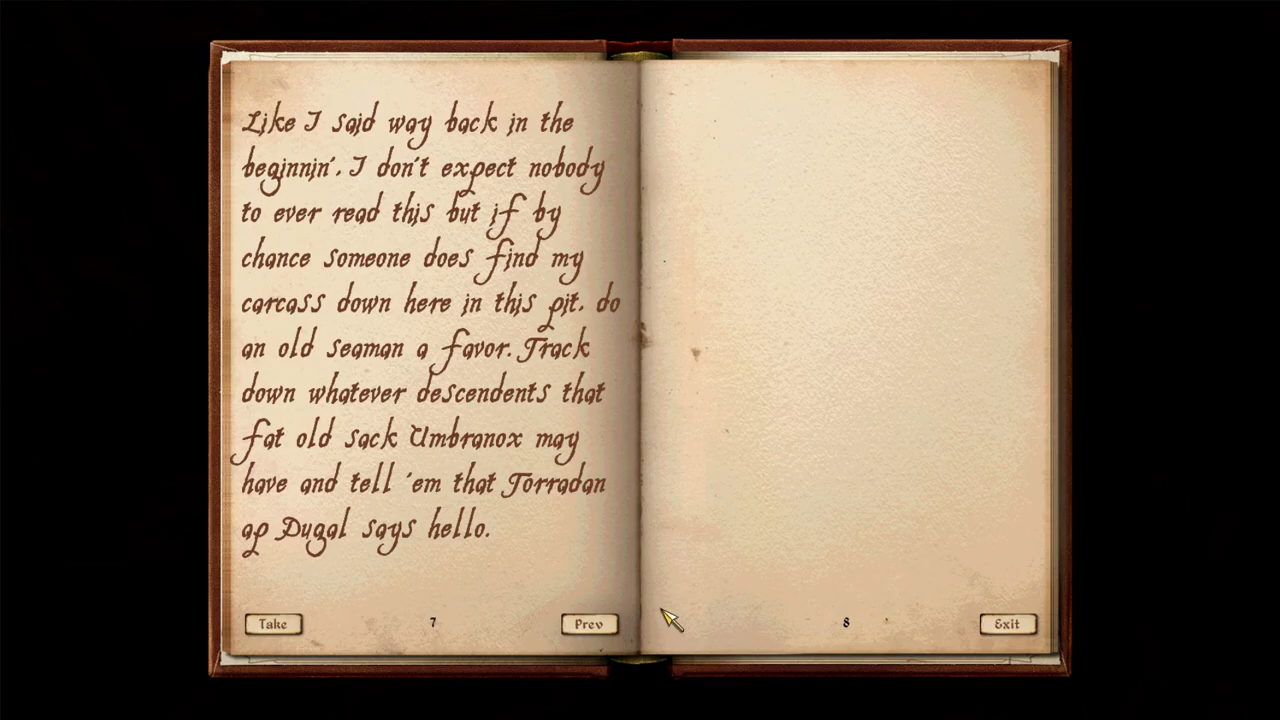 Like I said way back in the
beginnin', I don't expect nobody
to ever read this but if by
chance someone does find my
carcass down here in this pit, do
an old seaman a favor. Track
down whatever descendents that
fat old sack Umbranox may
have and tell 'em that Torradan
ap Dugal says hello.
Take
7
Prev
8
Exit